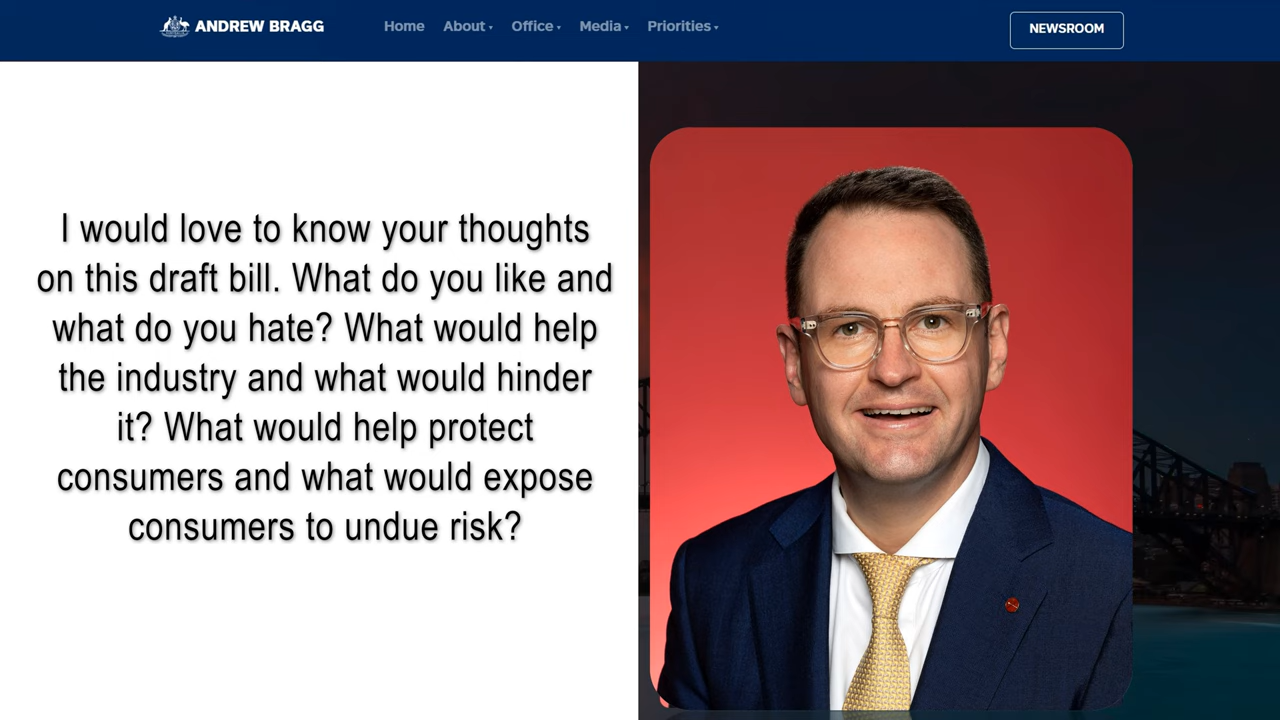 ANDREW BRAGG
Home About Office Media Priorities
NEWSROOM
I would love to know your thoughts
on this draft bill. What do you like and
what do you hate? What would help
the industry and what would hinder
it? What would help protect
consumers and what would expose
consumers to undue risk?